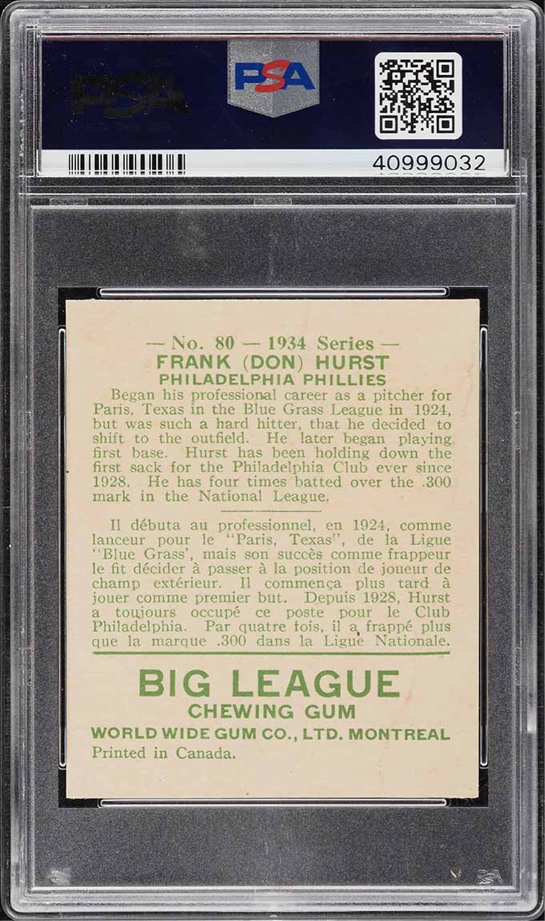 PSA
40999032
— No. 80 — 1934 Series —
FRANK (DON) HURST
PHILADELPHIA PHILLIES
Began his professional career as a pitcher for
Paris, Texas in the Blue Grass League in 1924,
but was such a hard hitter, that he decided to
shift to the outfield. He later began playing
first base. Hurst has been holding down the
first sack for the Philadelphia Club ever since
1928. He has four times batted over the .300
mark in the National League.
Il débuta au professionnel, en 1924, comme
lanceur pour le "Paris, Texas", de la Ligue
"Blue Grass', mais son succès comme frappeur
le fit décider à passer à la position de joueur de
champ extérieur. Il commença plus tard à
jouer comme premier but. Depuis 1928, Hurst
a toujours occupé ce poste pour le Club
Philadelphia. Par quatre fois, il a frappé plus
que la marque .300 dans la Ligue Nationale.
BIG LEAGUE
CHEWING GUM
WORLD WIDE GUM CO., LTD. MONTREAL
Printed in Canada.